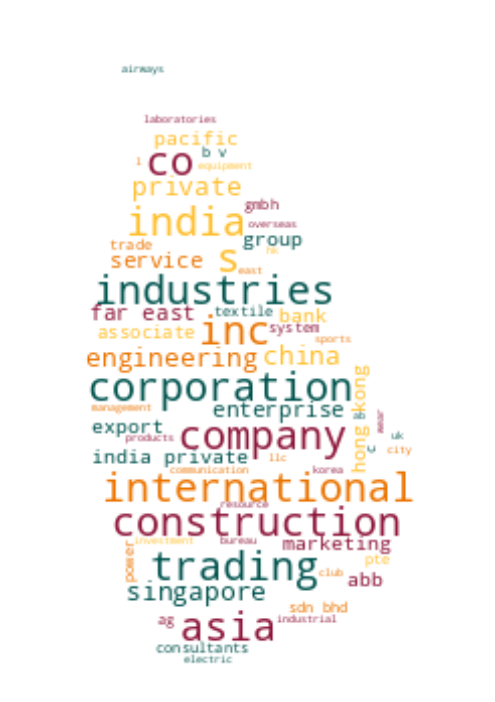 airways
laboratories
pacific
b v
l co equipment
private
gmbh
india overseas
group
trade hk
service s east
industries
far east textile bank
associate inc system
sports
engineering china
corporation hong kong
management enterprise b wear
export uk
products company c city
india private llc
communication korea
international
resource
construction
investment bureau marketing
power trading pte
club abb
singapore
sdn bhd
ag asia industrial
consultants
electric